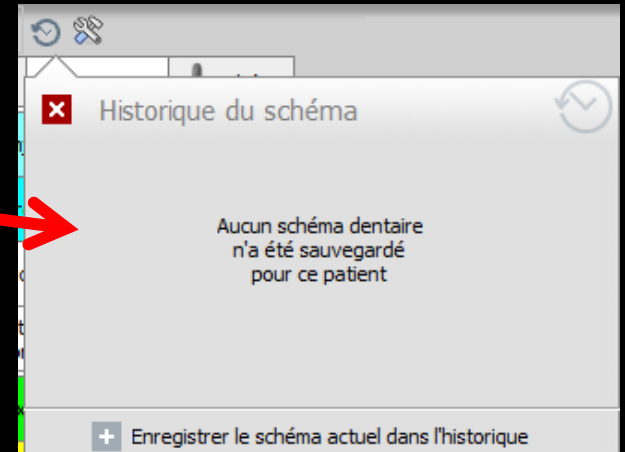 Historique du schéma
Aucun schéma dentaire
n'a été sauvegardé
pour ce patient
Enregistrer le schéma actuel dans l'historique